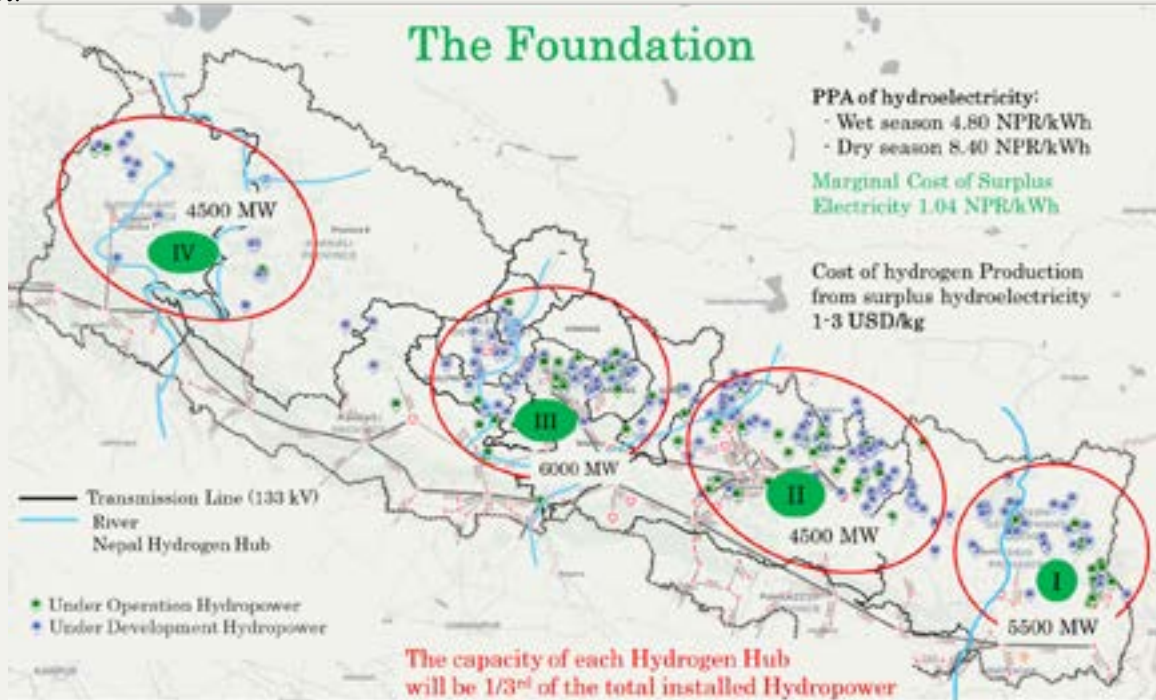 The Foundation
PPA of hydroelectricity:
- Wet season 4.80 NPR/kWh
- Dry season 8.40 NPR/kWh
Marginal Cost of Surplus
Electricity 1.04 NPR/kWh
Cost of hydrogen Production
from surplus hydroelectricity
1-3 USD/kg
4500 MW
IV
III
6000 MW
II
4500 MW
I
5500 MW
Transmission Line (133 kV)
River
Nepal Hydrogen Hub
Under Operation Hydropower
Under Development Hydropower
The capacity of each Hydrogen Hub
will be 1/3rd of the total installed Hydropower